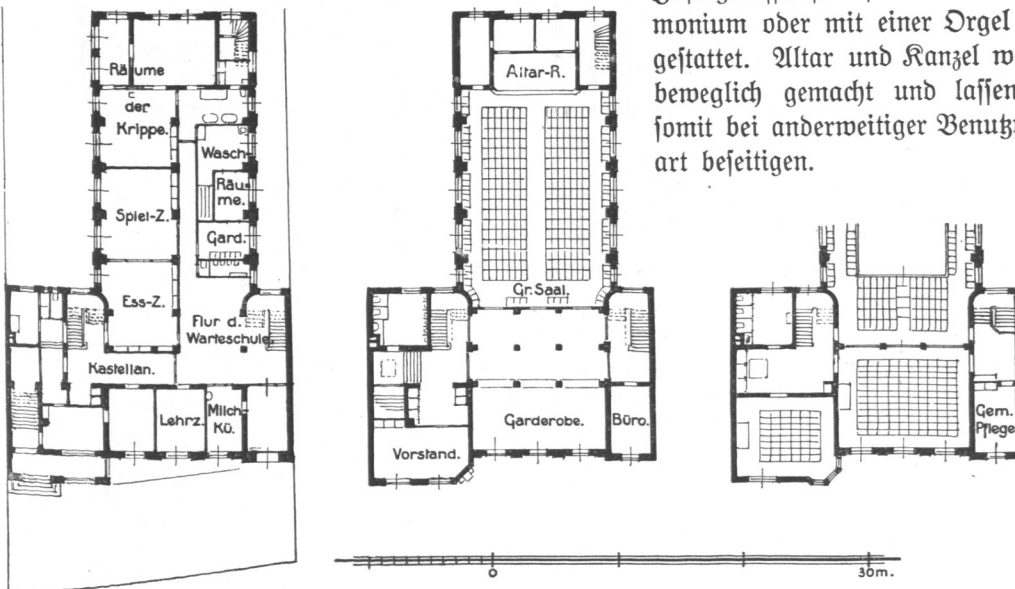 monium oder mit einer Orgel
gestattet. Altar und Kanzel
beweglich gemacht und lassen
somit bei anderweitiger
art beseitigen.
Räume
der
Krippe.
Wasch-
Räu-
me.
Spiel-Z.
Gard.
Ess-Z.
Flur d.
Warteschule.
Kastellan.
Lehrz.
Milch-
Kü.
Altar-R.
Gr. Saal.
Garderobe.
Büro.
Vorstand.
Gem.
Pflege
0
30 m.